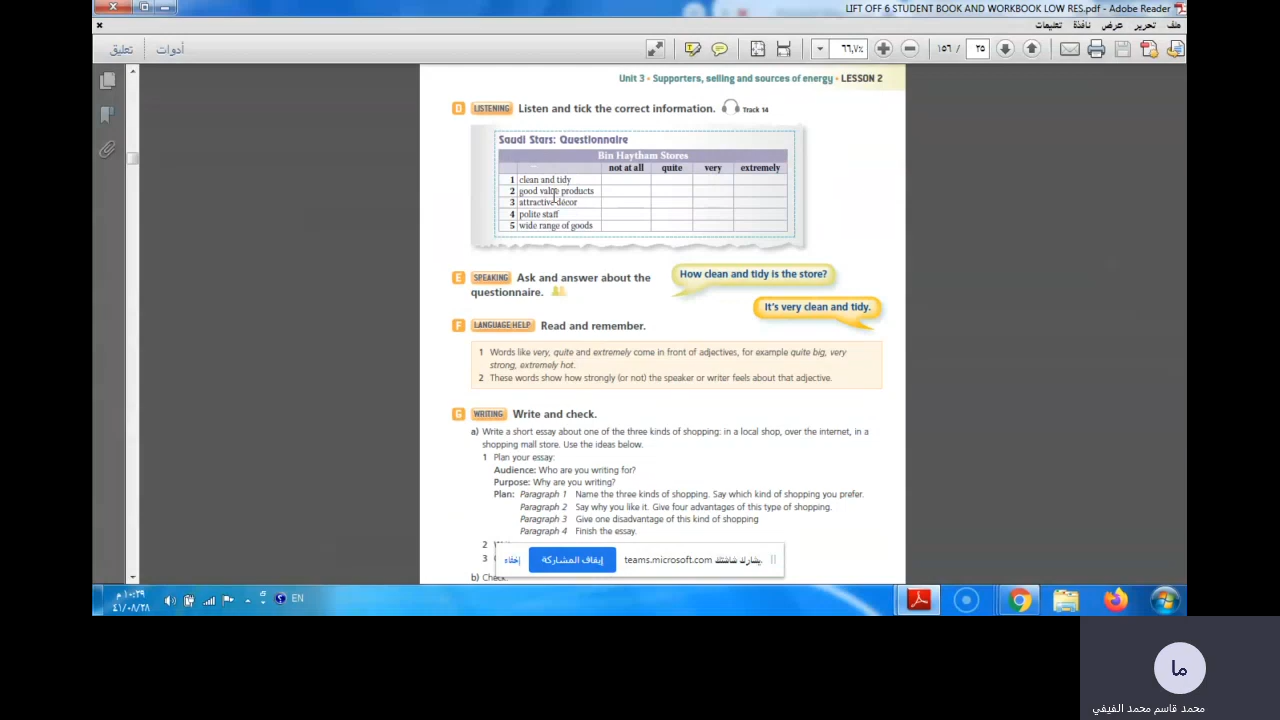 LIFT OFF 6 STUDENT BOOK AND WORKBOOK LOW RES.pdf - Adobe Reader
ملف تحرير عرض نافذة تعليمات
أدوات تعليق
٦٦,٧٪ ١٥٦ / ٢٥
Unit 3 • Supporters, selling and sources of energy • LESSON 2
D LISTENING Listen and tick the correct information. Track 14
Saudi Stars: Questionnaire
Bin Haytham Stores
not at all quite very extremely
1 clean and tidy
2 good value products
3 attractive décor
4 polite staff
5 wide range of goods
E SPEAKING Ask and answer about the
questionnaire.
How clean and tidy is the store?
It's very clean and tidy.
F LANGUAGE HELP Read and remember.
1 Words like very, quite and extremely come in front of adjectives, for example quite big, very
strong, extremely hot.
2 These words show how strongly (or not) the speaker or writer feels about that adjective.
G WRITING Write and check.
a) Write a short essay about one of the three kinds of shopping: in a local shop, over the internet, in a
shopping mall store. Use the ideas below.
1 Plan your essay:
Audience: Who are you writing for?
Purpose: Why are you writing?
Plan: Paragraph 1 Name the three kinds of shopping. Say which kind of shopping you prefer.
Paragraph 2 Say why you like it. Give four advantages of this type of shopping.
Paragraph 3 Give one disadvantage of this kind of shopping
Paragraph 4 Finish the essay.
2
3
b) Check
يشارك شاشتك teams.microsoft.com.
إيقاف المشاركة
إخفاء
EN
١٠:٣٩ م
٤١/٠٨/٢٨
ما
محمد قاسم محمد الفيفي